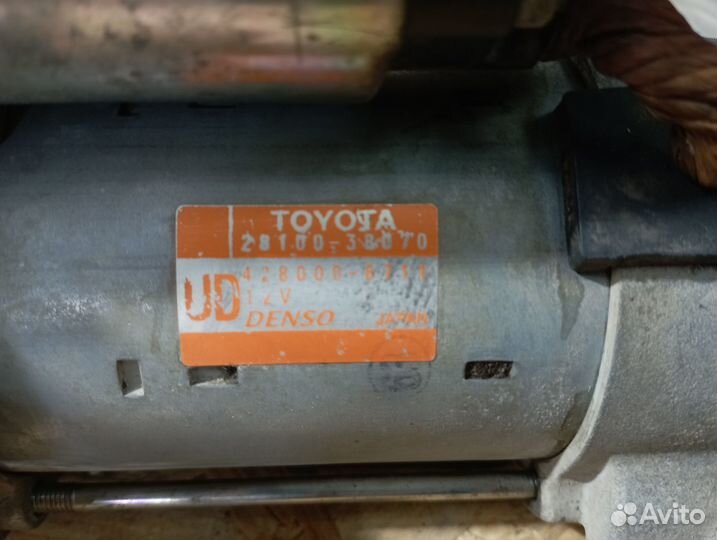 TOYOTA
28100-38070
UD
12V
DENSO
JAPAN
Avito